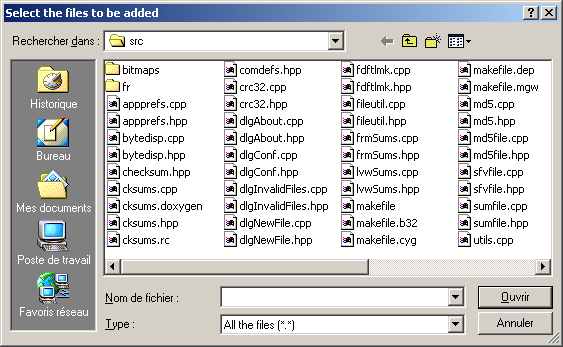 Select the files to be added
Rechercher dans :
src
Historique
Bureau
Mes documents
Poste de travail
Favoris réseau
bitmaps
fr
appprefs.cpp
appprefs.hpp
bytedisp.cpp
bytedisp.hpp
checksum.hpp
cksums.cpp
cksums.doxygen
cksums.hpp
cksums.rc
comdefs.hpp
crc32.cpp
crc32.hpp
dlgAbout.cpp
dlgAbout.hpp
dlgConf.cpp
dlgConf.hpp
dlgInvalidFiles.cpp
dlgInvalidFiles.hpp
dlgNewFile.cpp
dlgNewFile.hpp
fdftlmk.cpp
fdftlmk.hpp
fileutil.cpp
fileutil.hpp
frmSums.cpp
frmSums.hpp
lvwSums.cpp
lvwSums.hpp
makefile
makefile.b32
makefile.cyg
makefile.dep
makefile.mgw
md5.cpp
md5.hpp
md5file.cpp
md5file.hpp
sfvfile.cpp
sfvfile.hpp
sumfile.cpp
sumfile.hpp
utils.cpp
Nom de fichier :
Ouvrir
Type :
All the files (*.*)
Annuler